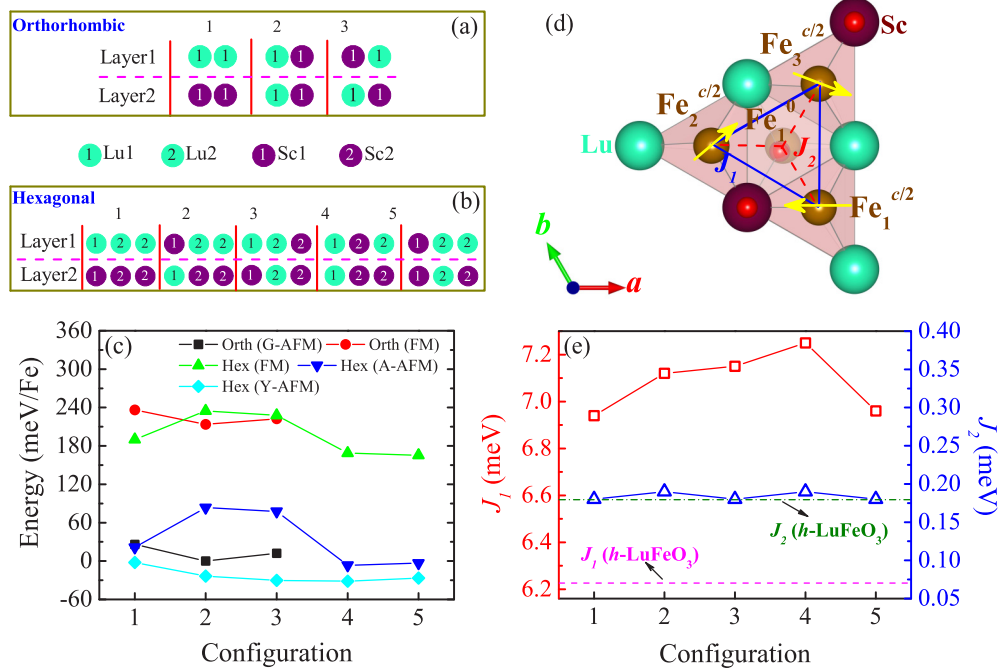 Orthorhombic
(a)
1 2 3
Layer1 1 1 1 1 1 1
Layer2 1 1 1 1 1 1
1 Lu1 2 Lu2 1 Sc1 2 Sc2
Hexagonal
(b)
1 2 3 4 5
Layer1 1 2 2 1 2 2 1 2 2 1 2 2 1 2 2
Layer2 1 2 2 1 2 2 1 2 2 1 2 2 1 2 2
(c)
Orth (G-AFM) Orth (FM)
Hex (FM) Hex (A-AFM)
Hex (Y-AFM)
Energy (meV/Fe)
360
300
240
180
120
60
0
-60
1 2 3 4 5
Configuration
(d)
Sc
Fe3 c/2
Fe2 c/2
Fe1 0
Lu
J1
J2
Fe1 c/2
b
a
(e)
J1 (meV)
7.2
7.0
6.8
6.6
6.4
6.2
J2 (h-LuFeO3)
J1 (h-LuFeO3)
0.40
0.35
0.30
0.25
0.20
0.15
0.10
0.05
J2 (meV)
1 2 3 4 5
Configuration